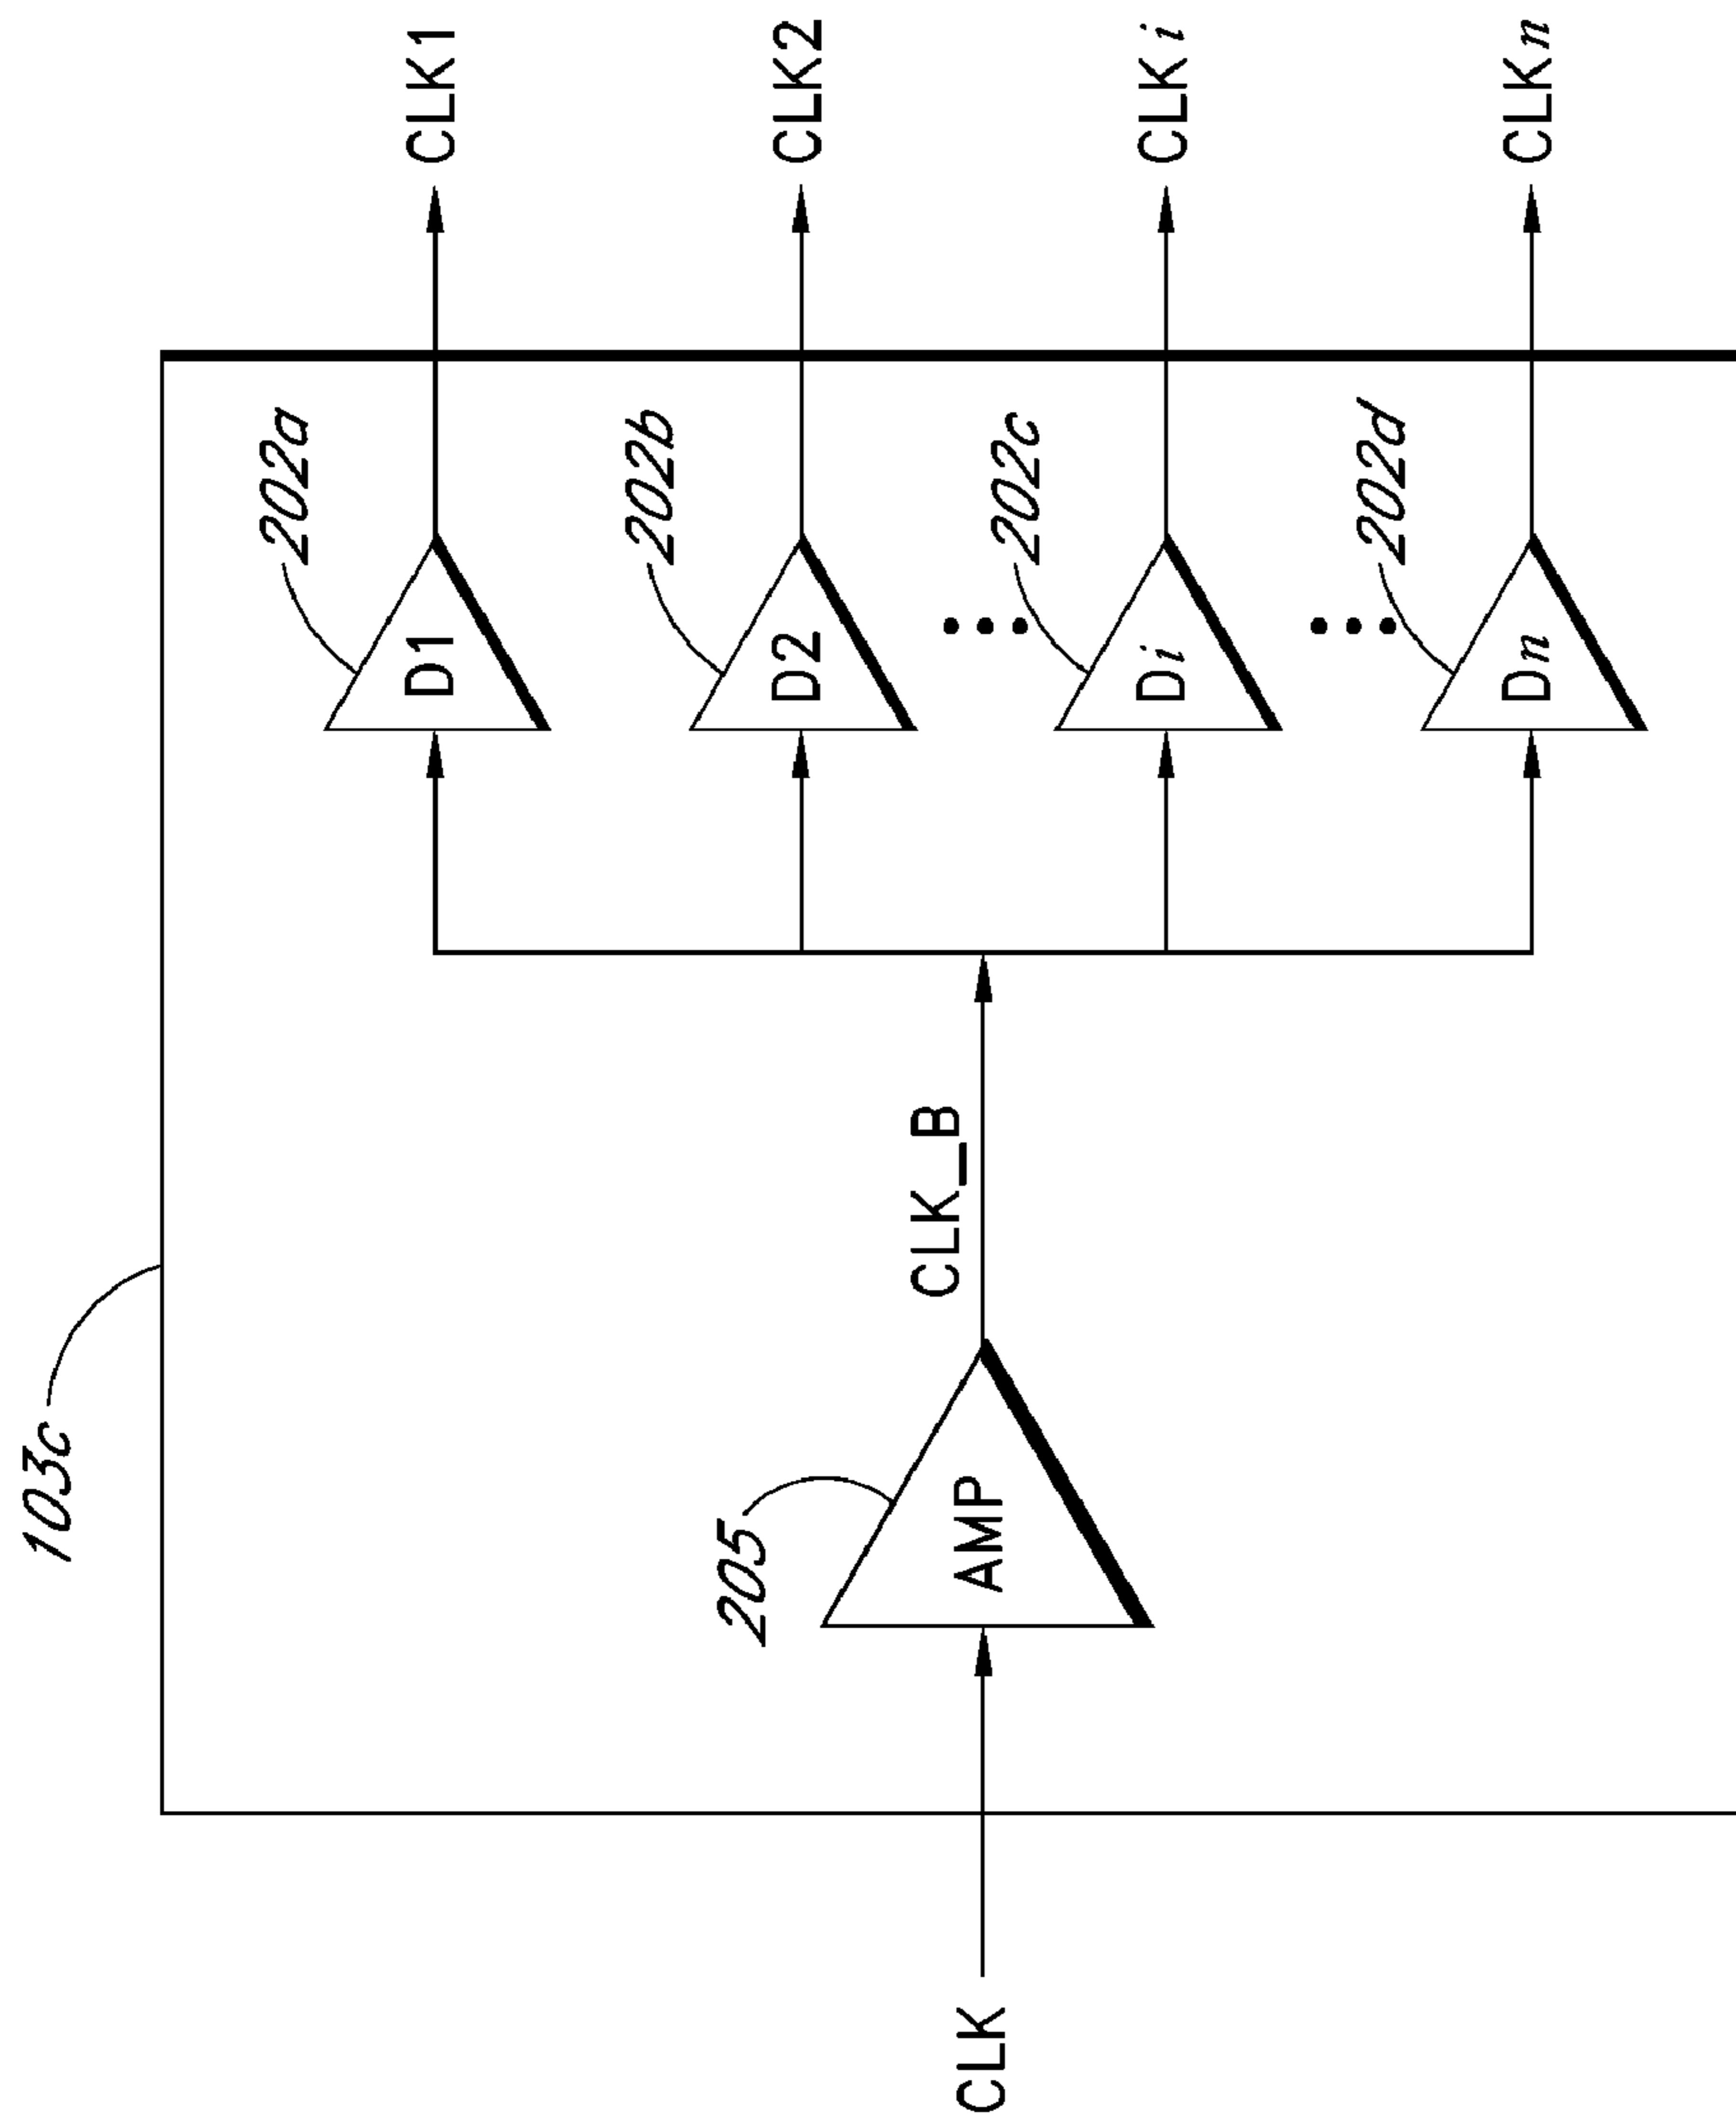 103c
202a
D1
CLK1
202b
D2
CLK2
205
AMP
CLK_B
CLK
202c
Di
CLKi
202d
Dn
CLKn